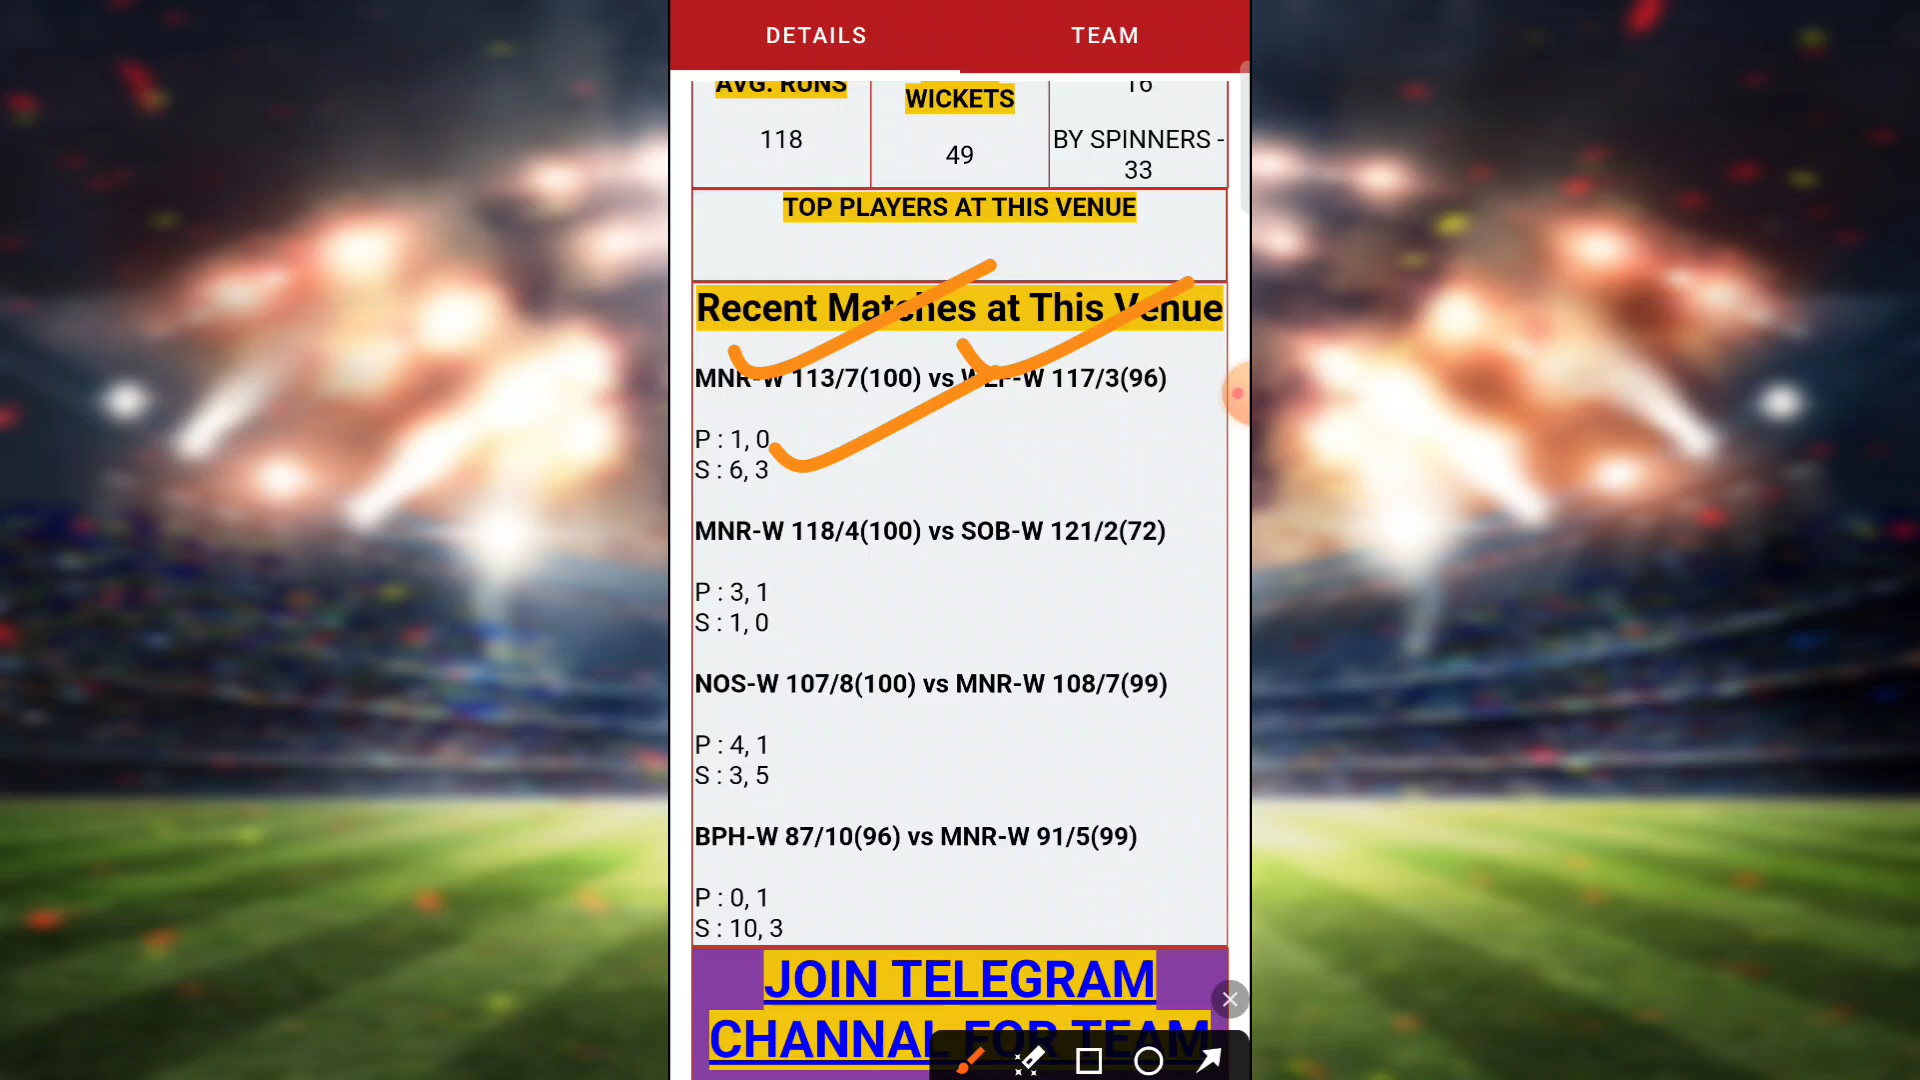 DETAILS TEAM
AVG. RUNS
118
WICKETS
49
16
BY SPINNERS -
33
TOP PLAYERS AT THIS VENUE
Recent Matches at This Venue
MNR-W 113/7(100) vs WEF-W 117/3(96)
P : 1, 0
S : 6, 3
MNR-W 118/4(100) vs SOB-W 121/2(72)
P : 3, 1
S : 1, 0
NOS-W 107/8(100) vs MNR-W 108/7(99)
P : 4, 1
S : 3, 5
BPH-W 87/10(96) vs MNR-W 91/5(99)
P : 0, 1
S : 10, 3
JOIN TELEGRAM
CHANNAL FOR TEAM